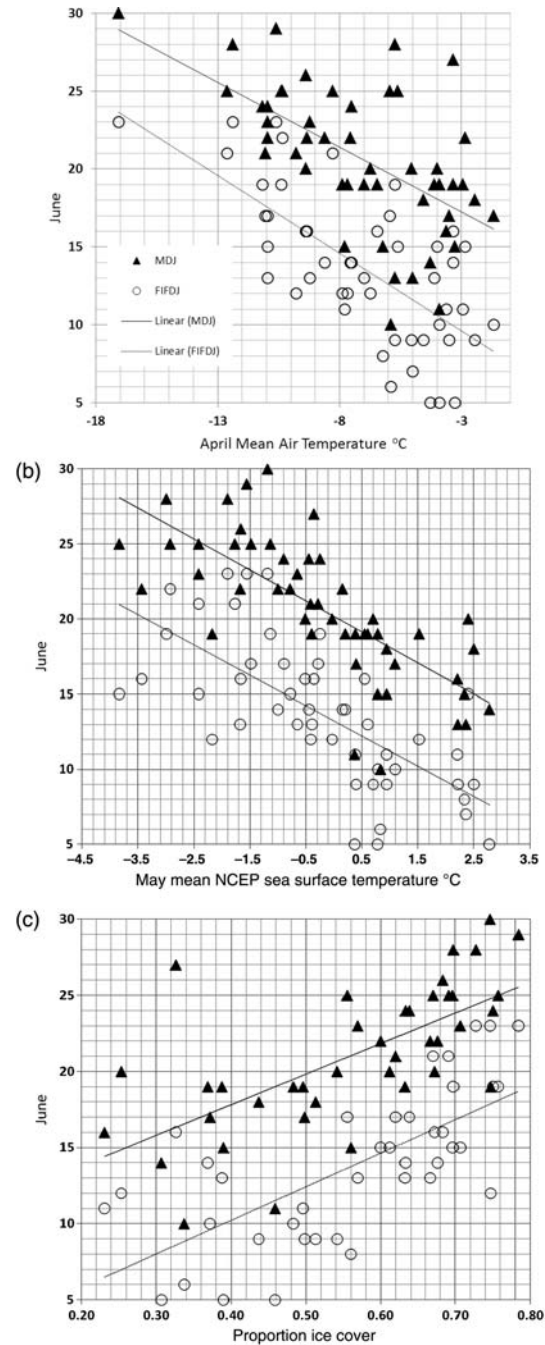 30
25
20
15
10
5
June
▲ MDJ
○ FIFDJ
Linear (MDJ)
Linear (FIFDJ)
-18 -13 -8 -3
April Mean Air Temperature °C
(b)
30
25
20
15
10
5
June
-4.5 -3.5 -2.5 -1.5 -0.5 0.5 1.5 2.5 3.5
May mean NCEP sea surface temperature °C
(c)
30
25
20
15
10
5
June
0.20 0.30 0.40 0.50 0.60 0.70 0.80
Proportion ice cover